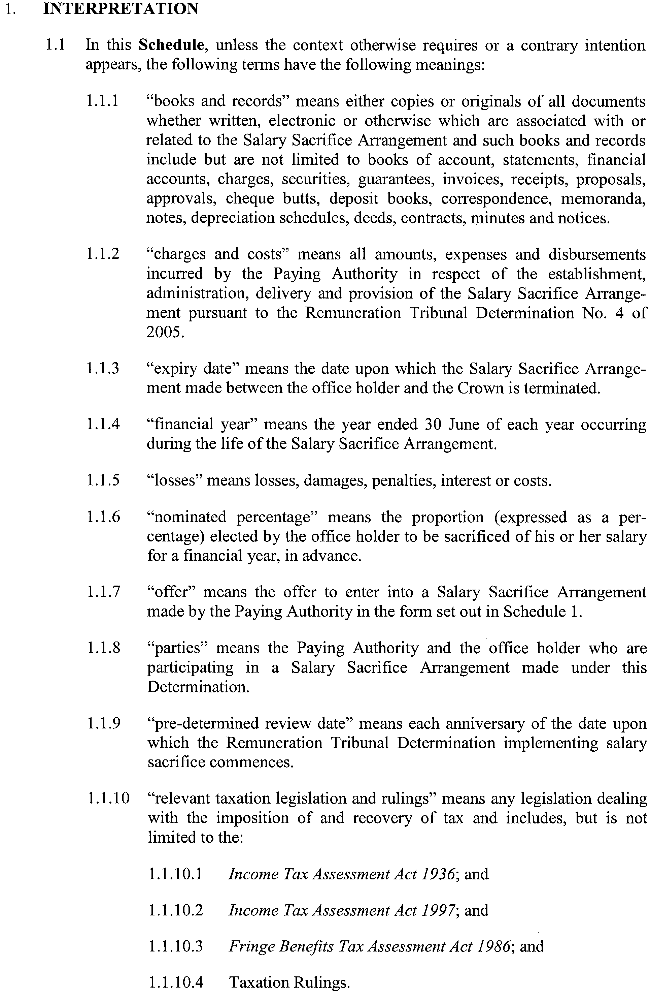 1. INTERPRETATION
1.1 In this Schedule, unless the context otherwise requires or a contrary intention
appears, the following terms have the following meanings:
1.1.1 “books and records” means either copies or originals of all documents
whether written, electronic or otherwise which are associated with or
related to the Salary Sacrifice Arrangement and such books and records
include but are not limited to books of account, statements, financial
accounts, charges, securities, guarantees, invoices, receipts, proposals,
approvals, cheque butts, deposit books, correspondence, memoranda,
notes, depreciation schedules, deeds, contracts, minutes and notices.
1.1.2 “charges and costs” means all amounts, expenses and disbursements
incurred by the Paying Authority in respect of the establishment,
administration, delivery and provision of the Salary Sacrifice Arrange-
ment pursuant to the Remuneration Tribunal Determination No. 4 of
2005.
1.1.3 “expiry date” means the date upon which the Salary Sacrifice Arrange-
ment made between the office holder and the Crown is terminated.
1.1.4 “financial year” means the year ended 30 June of each year occurring
during the life of the Salary Sacrifice Arrangement.
1.1.5 “losses” means losses, damages, penalties, interest or costs.
1.1.6 “nominated percentage” means the proportion (expressed as a per-
centage) elected by the office holder to be sacrificed of his or her salary
for a financial year, in advance.
1.1.7 “offer” means the offer to enter into a Salary Sacrifice Arrangement
made by the Paying Authority in the form set out in Schedule 1.
1.1.8 “parties” means the Paying Authority and the office holder who are
participating in a Salary Sacrifice Arrangement made under this
Determination.
1.1.9 “pre-determined review date” means each anniversary of the date upon
which the Remuneration Tribunal Determination implementing salary
sacrifice commences.
1.1.10 “relevant taxation legislation and rulings” means any legislation dealing
with the imposition of and recovery of tax and includes, but is not
limited to the:
1.1.10.1 Income Tax Assessment Act 1936; and
1.1.10.2 Income Tax Assessment Act 1997; and
1.1.10.3 Fringe Benefits Tax Assessment Act 1986; and
1.1.10.4 Taxation Rulings.